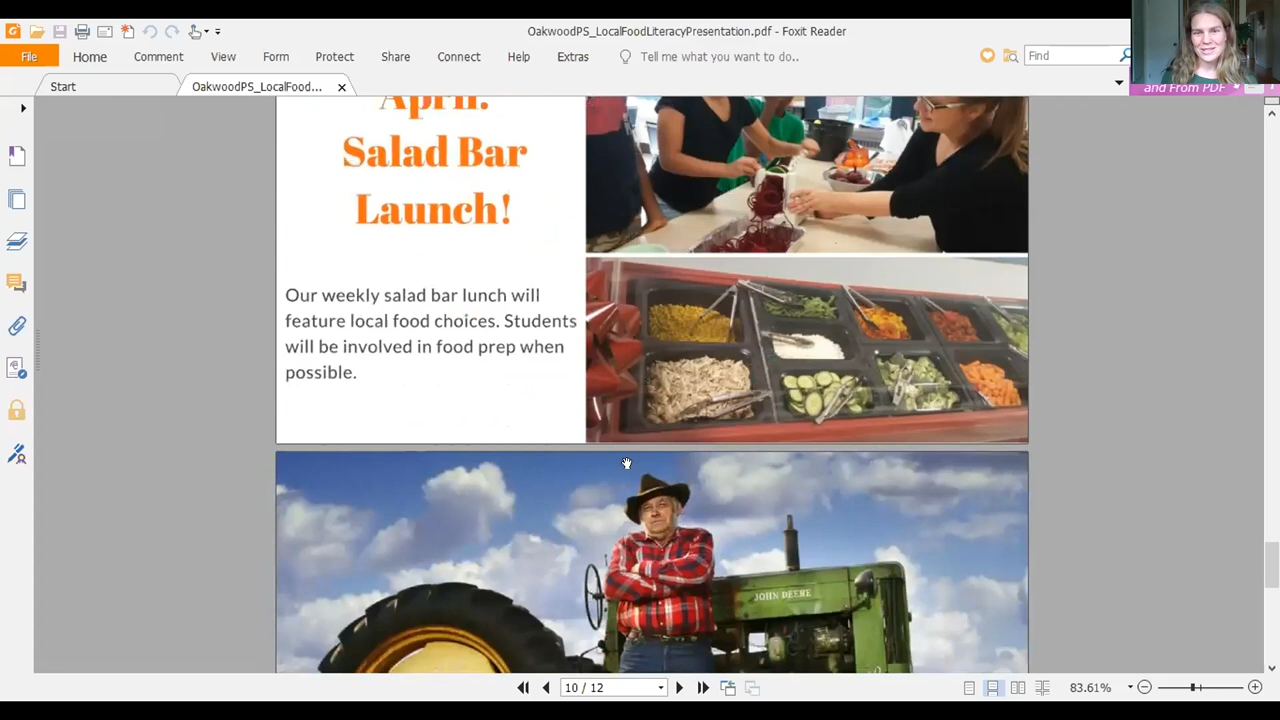 OakwoodPS_LocalFoodLiteracyPresentation.pdf - Foxit Reader
File Home Comment View Form Protect Share Connect Help Extras Tell me what you want to do.. Find
Start OakwoodPS_LocalFood... and From PDF
April:
Salad Bar
Launch!
Our weekly salad bar lunch will
feature local food choices. Students
will be involved in food prep when
possible.
JOHN DEERE
10 / 12 83.61%